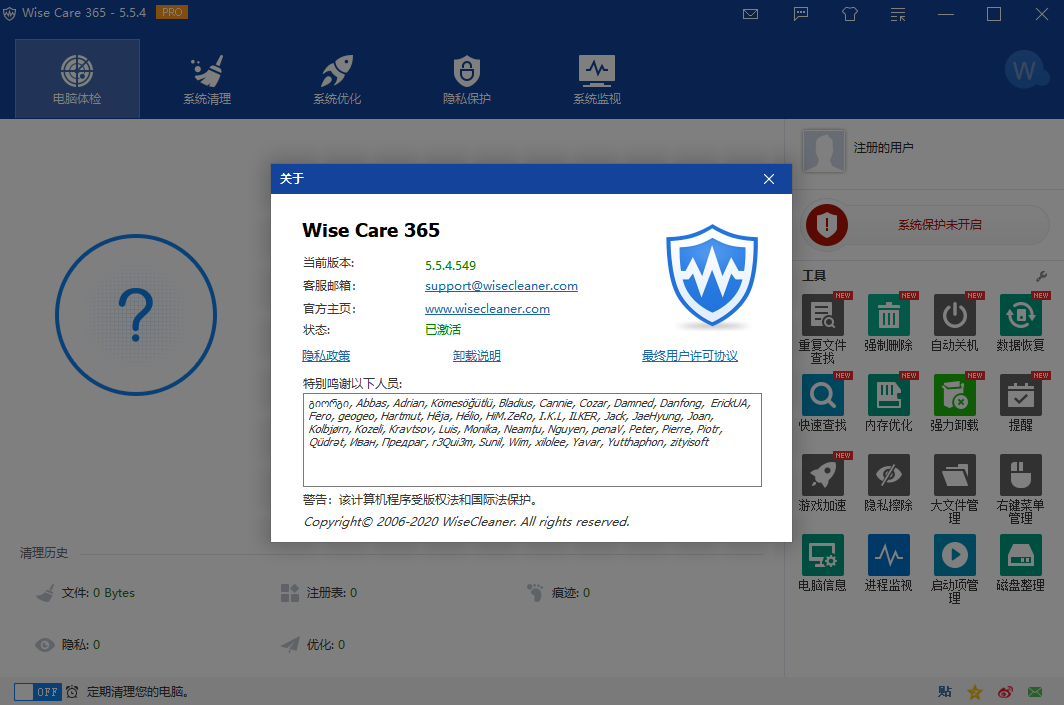 Wise Care 365 - 5.5.4 PRO
电脑体检
系统清理
系统优化
隐私保护
系统监视
W
注册的用户
系统保护未开启
关于
Wise Care 365
当前版本: 5.5.4.549
客服邮箱: support@wisecleaner.com
官方主页: www.wisecleaner.com
状态: 已激活
隐私政策 卸载说明 最终用户许可协议
特别鸣谢以下人员:
გიორგი, Abbas, Adrian, Kömesöğütlü, Bladius, Cannie, Cozar, Damned, Danfong, ErickUA,
Fero, geogeo, Hartmut, Hêja, Hélio, HiM.ZeRo, I.K.L, ILKER, Jack, JaeHyung, Joan,
Kolbjørn, Kozeli, Kravtsov, Luis, Monika, Neamţu, Nguyen, penaV, Peter, Pierre, Piotr,
Qüdrət, Иван, Предраг, r3Qui3m, Sunil, Wim, xilolee, Yavar, Yutthaphon, zityisoft
警告：该计算机程序受版权法和国际法保护。
Copyright© 2006-2020 WiseCleaner. All rights reserved.
工具
NEW NEW NEW NEW
重复文件
查找
强制删除
自动关机
数据恢复
NEW NEW NEW NEW
快速查找
内存优化
强力卸载
提醒
NEW
游戏加速
隐私擦除
大文件管
理
右键菜单
管理
电脑信息
进程监视
启动项管
理
磁盘整理
清理历史
文件: 0 Bytes
注册表: 0
痕迹: 0
隐私: 0
优化: 0
OFF 定期清理您的电脑。
贴